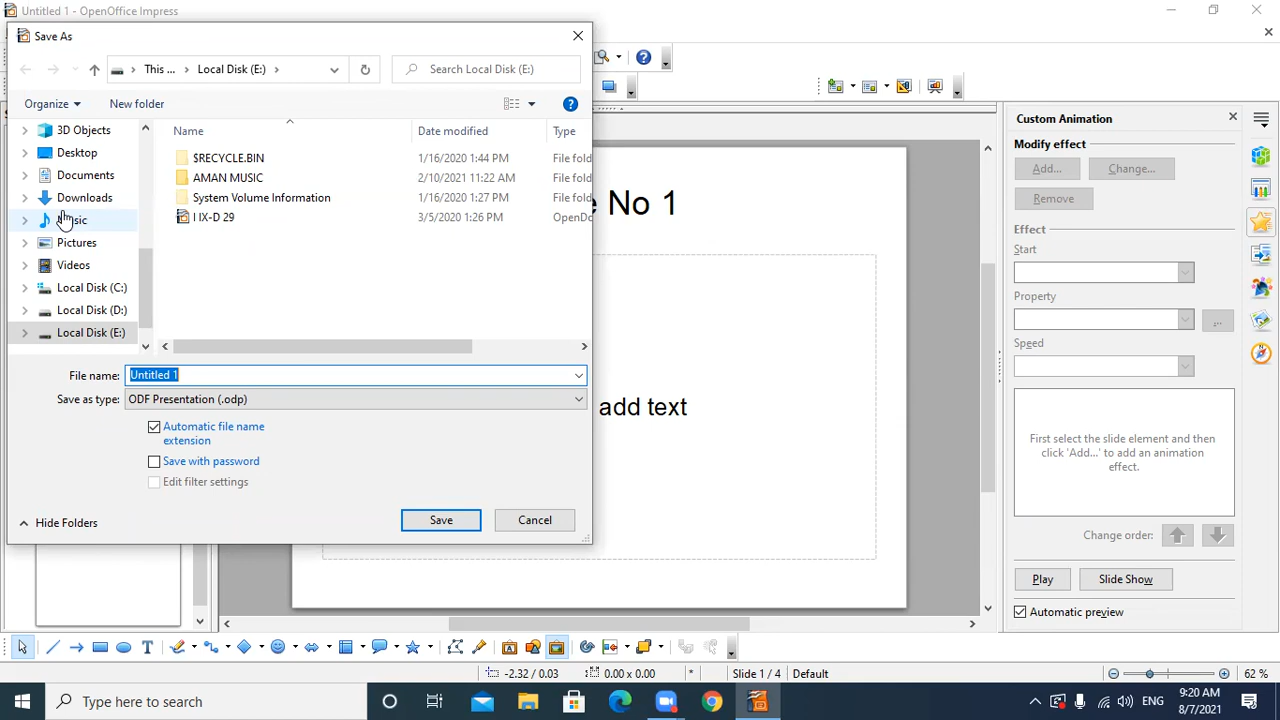 Untitled 1 - OpenOffice Impress
Save As
This ... Local Disk (E:)
Search Local Disk (E:)
Organize
New folder
3D Objects
Desktop
Documents
Downloads
Pictures
Videos
Local Disk (C:)
Local Disk (D:)
Local Disk (E:)
Name Date modified Type
$RECYCLE.BIN 1/16/2020 1:44 PM File fold
AMAN MUSIC 2/10/2021 11:22 AM File fold
System Volume Information 1/16/2020 1:27 PM File fold
I IX-D 29 3/5/2020 1:26 PM OpenDo
File name: Untitled 1
Save as type: ODF Presentation (.odp)
Automatic file name
extension
Save with password
Edit filter settings
Hide Folders
Save
Cancel
No 1
add text
Custom Animation
Modify effect
Add...
Change...
Remove
Effect
Start
Property
...
Speed
First select the slide element and then
click 'Add...' to add an animation
effect.
Change order:
Play
Slide Show
Automatic preview
-2.32 / 0.03
0.00 x 0.00
*
Slide 1 / 4
Default
62 %
Type here to search
ENG
9:20 AM
8/7/2021